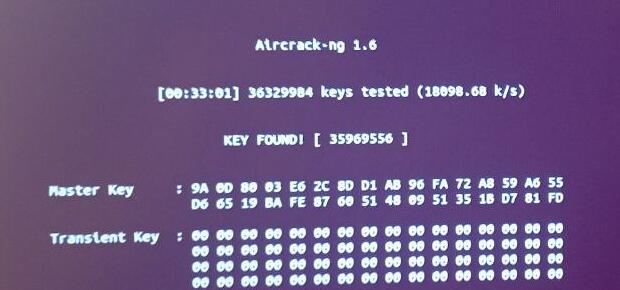 Aircrack-ng 1.6
[00:33:01] 36329984 keys tested (18098.68 k/s)
KEY FOUND! [ 35969556 ]
Master Key : 9A 0D 80 03 E6 2C 8D D1 AB 96 FA 72 A8 59 A6 55
D6 65 19 BA FE 87 60 51 48 09 51 35 1B D7 81 FD
Transient Key : 00 00 00 00 00 00 00 00 00 00 00 00 00 00 00 00
00 00 00 00 00 00 00 00 00 00 00 00 00 00 00 00
00 00 00 00 00 00 00 00 00 00 00 00 00 00 00 00
00 00 00 00 00 00 00 00 00 00 00 00 00 00 00 00